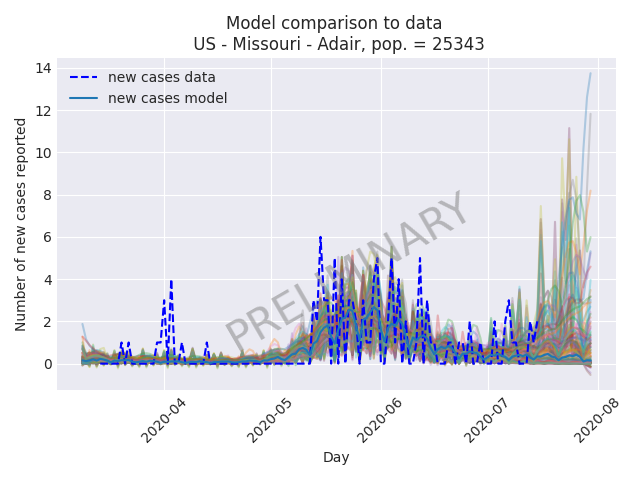 Model comparison to data
US - Missouri - Adair, pop. = 25343
new cases data
new cases model
PRELIMINARY
Number of new cases reported
14
12
10
8
6
4
2
0
2020-04
2020-05
2020-06
2020-07
2020-08
Day